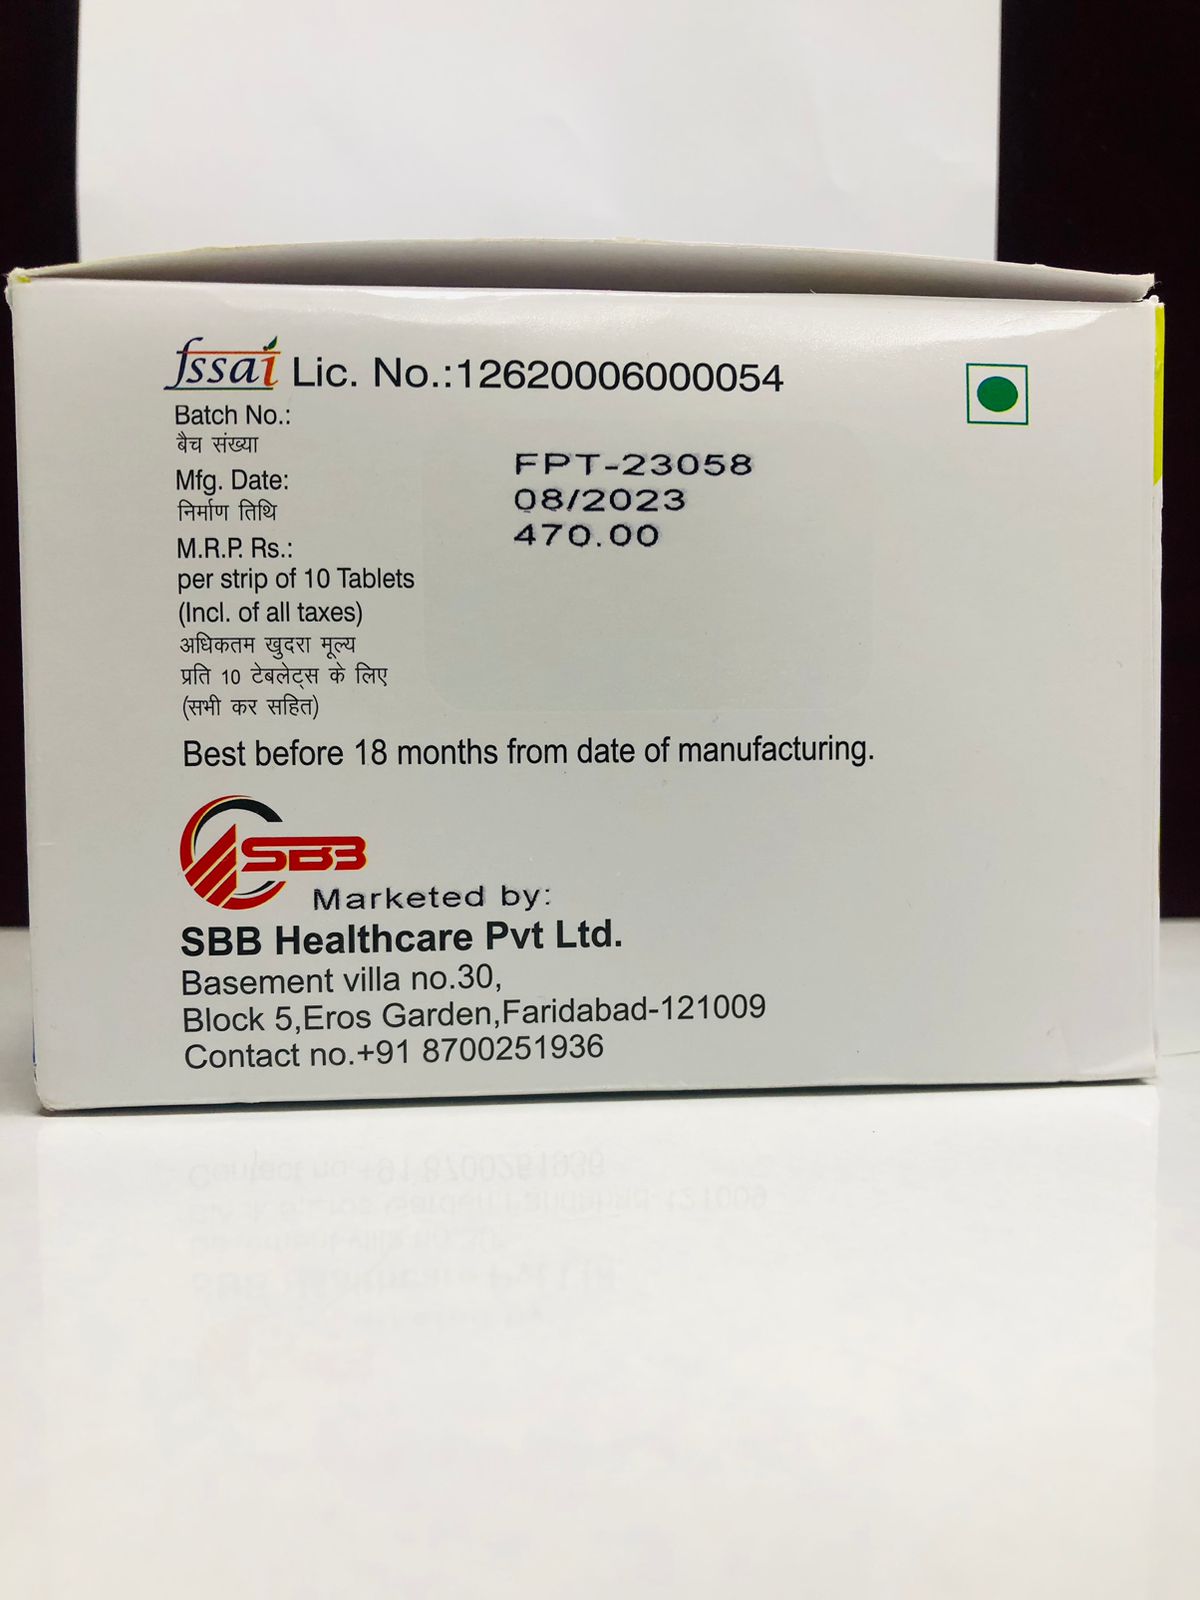 fssai Lic. No.:12620006000054
Batch No.:
बैच संख्या
FPT-23058
Mfg. Date:
08/2023
निर्माण तिथि
470.00
M.R.P. Rs.:
per strip of 10 Tablets
(Incl. of all taxes)
अधिकतम खुदरा मूल्य
प्रति 10 टेबलेट्स के लिए
(सभी कर सहित)
Best before 18 months from date of manufacturing.
SBB
Marketed by:
SBB Healthcare Pvt Ltd.
Basement villa no.30,
Block 5,Eros Garden,Faridabad-121009
Contact no.+91 8700251936